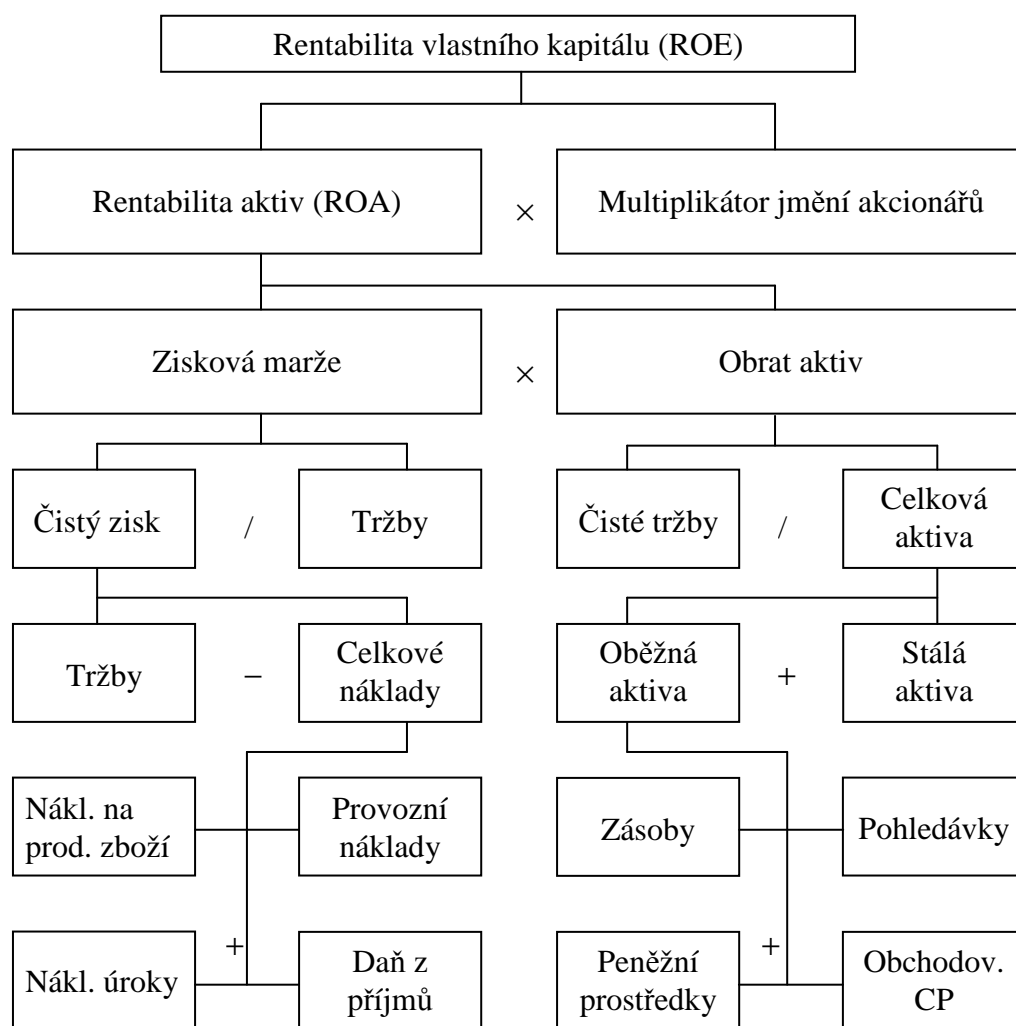 Rentabilita vlastního kapitálu (ROE)
Rentabilita aktiv (ROA)
×
Multiplikátor jmění akcionářů
Zisková marže
×
Obrat aktiv
Čistý zisk
/
Tržby
Čisté tržby
/
Celková
aktiva
Tržby
−
Celkové
náklady
Oběžná
aktiva
+
Stálá
aktiva
Nákl. na
prod. zboží
Provozní
náklady
Zásoby
Pohledávky
Nákl. úroky
+
Daň z
příjmů
Peněžní
prostředky
+
Obchodov.
CP